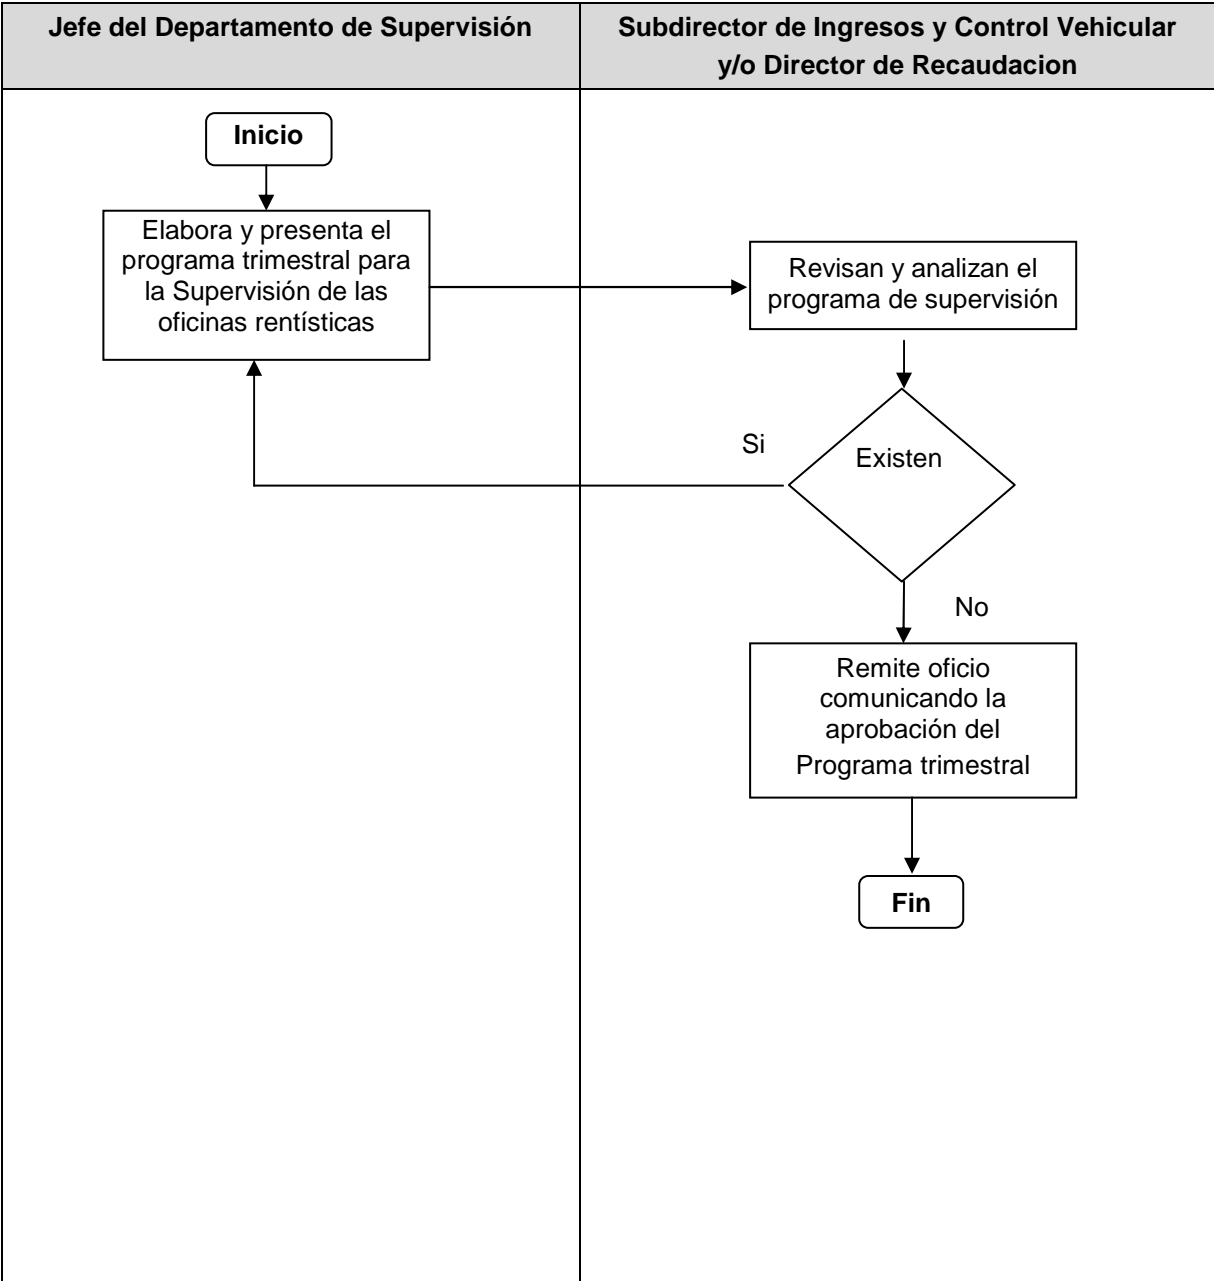 Jefe del Departamento de Supervisión
Subdirector de Ingresos y Control Vehicular
y/o Director de Recaudacion
Inicio
Elabora y presenta el
programa trimestral para
la Supervisión de las
oficinas rentísticas
Revisan y analizan el
programa de supervisión
Si
Existen
No
Remite oficio
comunicando la
aprobación del
Programa trimestral
Fin